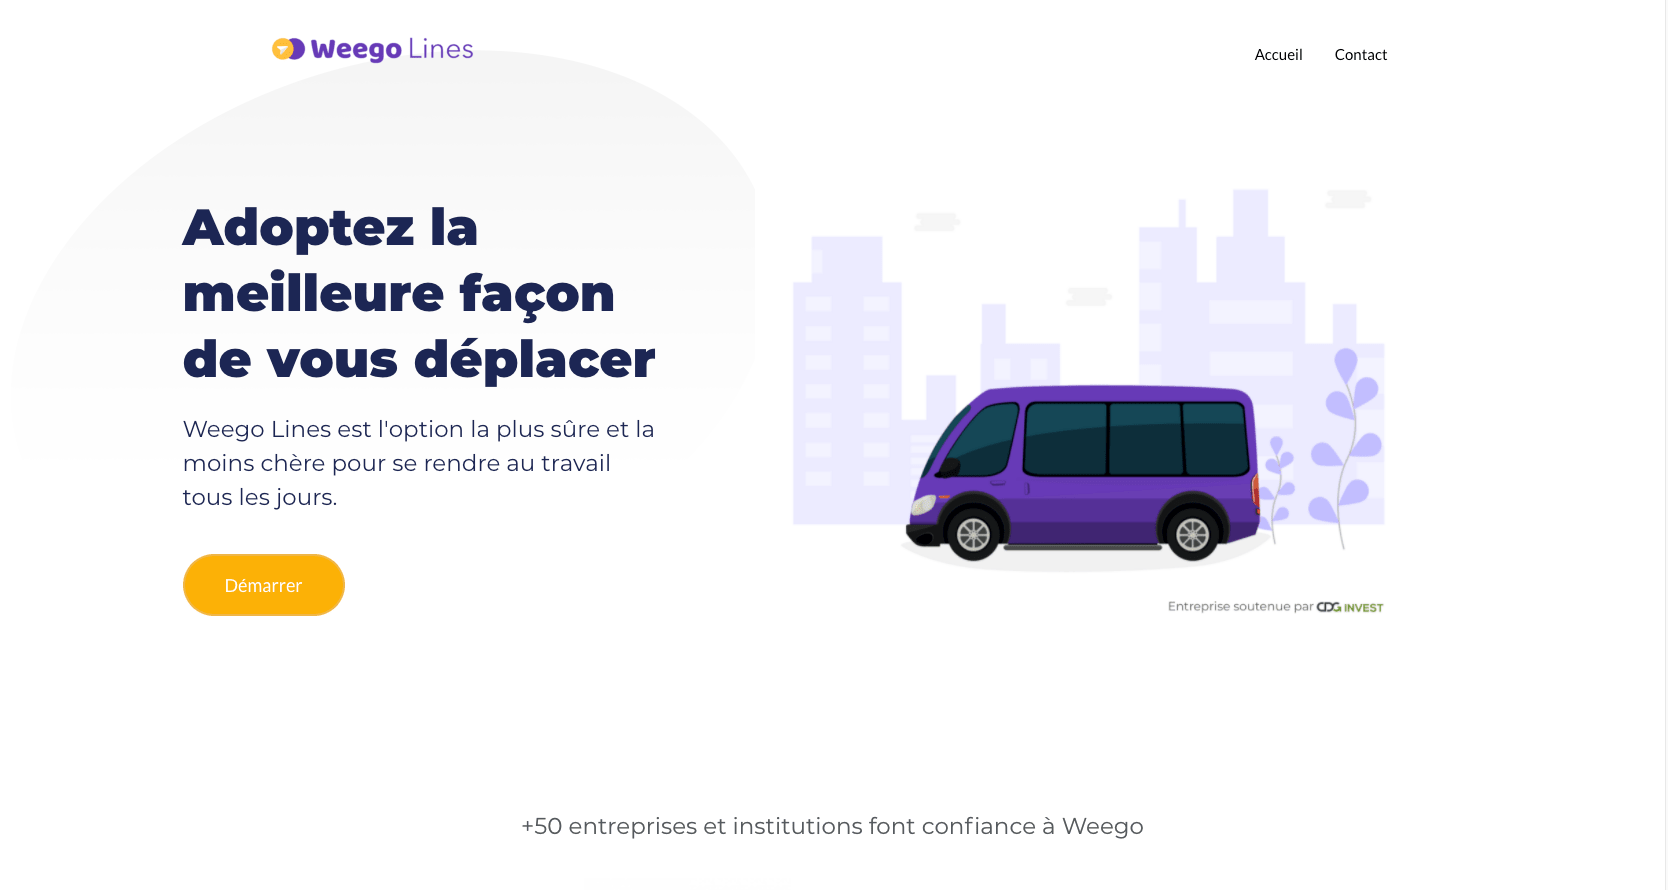 Weego Lines
Accueil
Contact
Adoptez la
meilleure façon
de vous déplacer
Weego Lines est l'option la plus sûre et la
moins chère pour se rendre au travail
tous les jours.
Démarrer
Entreprise soutenue par CDG INVEST
+50 entreprises et institutions font confiance à Weego